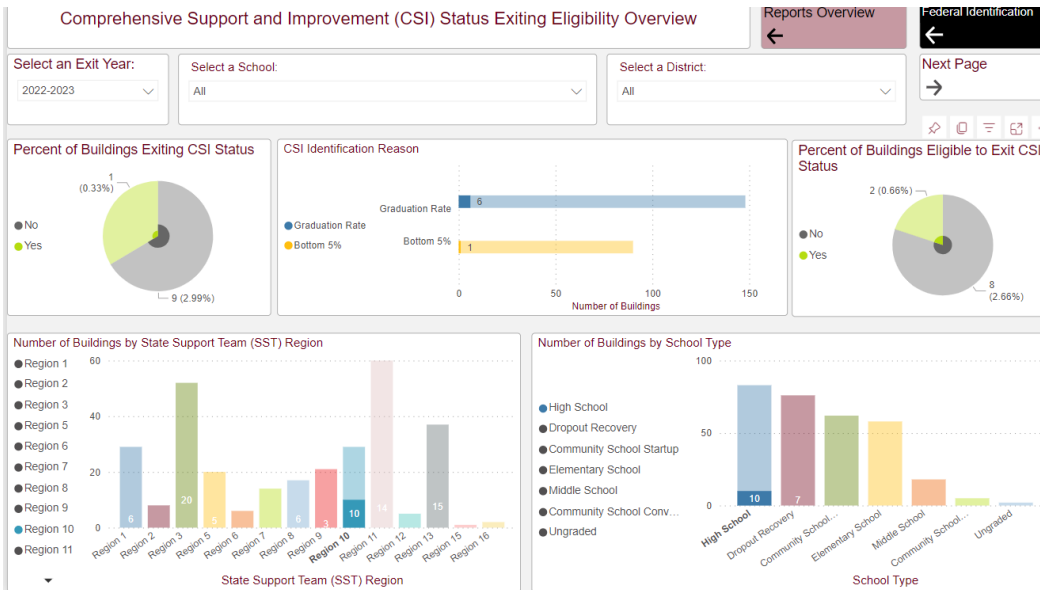 Comprehensive Support and Improvement (CSI) Status Exiting Eligibility Overview
Reports Overview
Federal Identification
Select an Exit Year:
2022-2023
Select a School:
All
Select a District:
All
Next Page
Percent of Buildings Exiting CSI Status
1
(0.33%)
No
Yes
9 (2.99%)
CSI Identification Reason
Graduation Rate
Bottom 5%
Graduation Rate
6
Bottom 5%
1
0
50
100
150
Number of Buildings
Percent of Buildings Eligible to Exit CSI
Status
2 (0.66%)
No
Yes
8
(2.66%)
Number of Buildings by State Support Team (SST) Region
Region 1
Region 2
Region 3
Region 5
Region 6
Region 7
Region 8
Region 9
Region 10
Region 11
60
40
20
0
6
20
5
6
3
10
14
15
Region 1
Region 2
Region 3
Region 5
Region 6
Region 7
Region 8
Region 9
Region 10
Region 11
Region 12
Region 13
Region 15
Region 16
State Support Team (SST) Region
Number of Buildings by School Type
High School
Dropout Recovery
Community School Startup
Elementary School
Middle School
Community School Conv...
Ungraded
100
50
0
10
7
High School
Dropout Recovery
Community School...
Elementary School
Middle School
Community School...
Ungraded
School Type